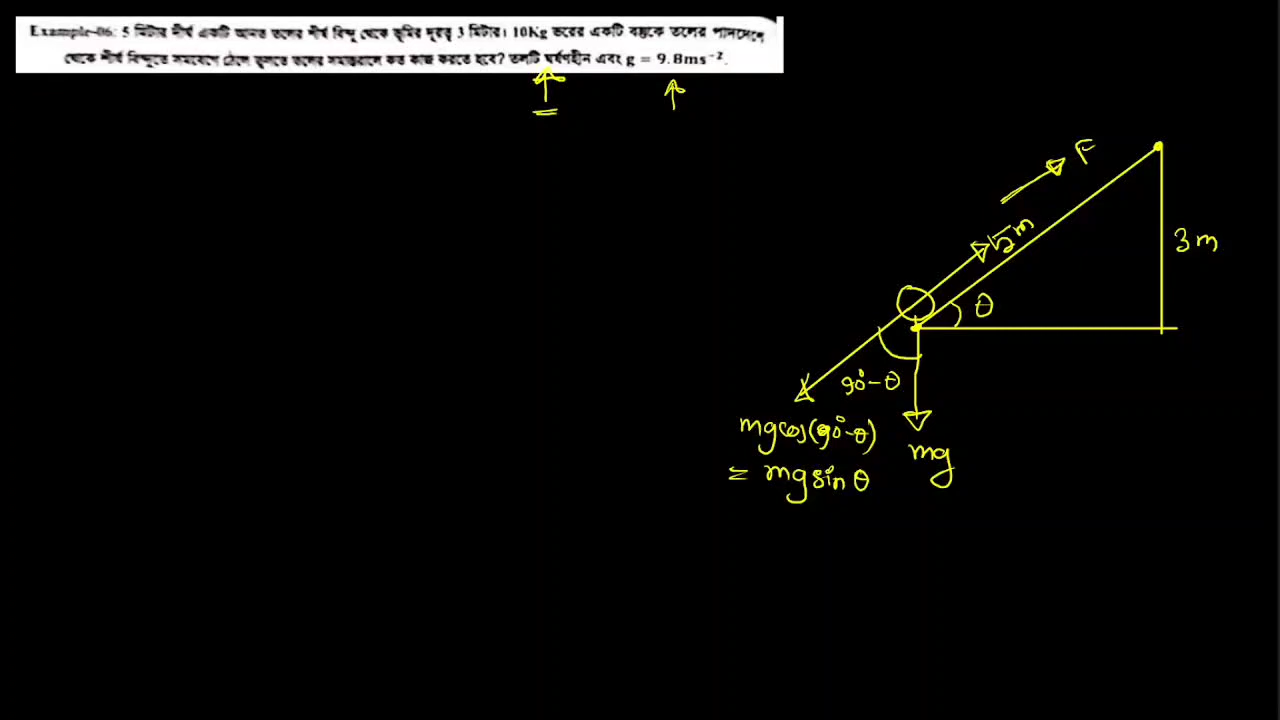 Example-06: 5 মিটার দীর্ঘ একটি আনত তলের শীর্ষ বিন্দু থেকে ভূমির দূরত্ব 3 মিটার। 10Kg ভরের একটি বস্তুকে তলের পাদদেশ
থেকে শীর্ষ বিন্দুতে সমবেগে ঠেলে তুলতে তলের সমান্তরালে কত কাজ করতে হবে? তলটি ঘর্ষণহীন এবং g = 9.8ms⁻².
F
5m
3m
θ
90°-θ
mgcos(90°-θ)
mg
= mgsinθ